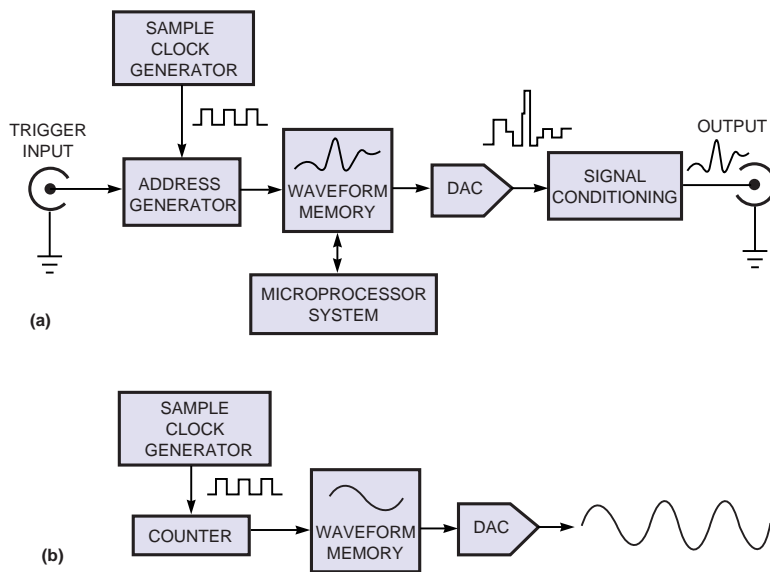 SAMPLE
CLOCK
GENERATOR
TRIGGER
INPUT
ADDRESS
GENERATOR
WAVEFORM
MEMORY
DAC
SIGNAL
CONDITIONING
OUTPUT
MICROPROCESSOR
SYSTEM
(a)
SAMPLE
CLOCK
GENERATOR
COUNTER
WAVEFORM
MEMORY
DAC
(b)